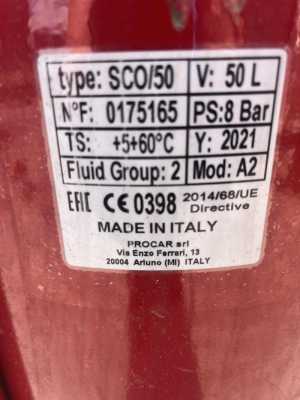 type: SCO/50 V: 50 L
N°F: 0175165 PS:8 Bar
TS: +5+60°C Y: 2021
Fluid Group: 2 Mod: A2
EAC CE 0398 2014/68/UE
Directive
MADE IN ITALY
PROCAR srl
Via Enzo Ferrari, 13
20004 Arluno (MI) ITALY